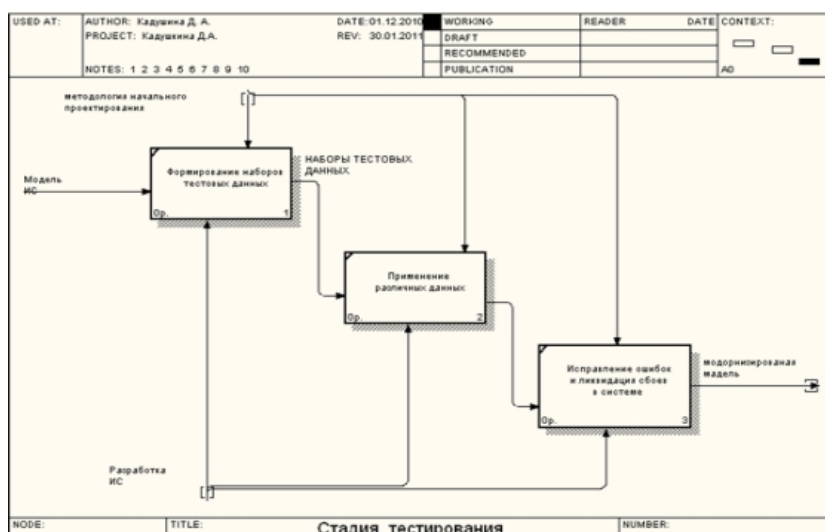 USED AT:
AUTHOR: Кадушина Д. А.
DATE: 01.12.2010
WORKING
READER
DATE
CONTEXT:
PROJECT: Кадушкина Д.А.
REV: 30.01.2011
DRAFT
RECOMMENDED
NOTES: 1 2 3 4 5 6 7 8 9 10
PUBLICATION
A0
методология начального
проектирования
Модель
ИС
Формирование наборов
тестовых данных
0р.
1
НАБОРЫ ТЕСТОВЫХ
ДАННЫХ
Применение
различных данных
0р.
2
Исправление ошибок
и ликвидация сбоев
в системе
0р.
3
модорнизированая
мадель
Разработка
ИС
NODE:
TITLE:
Стадия тестирования
NUMBER: